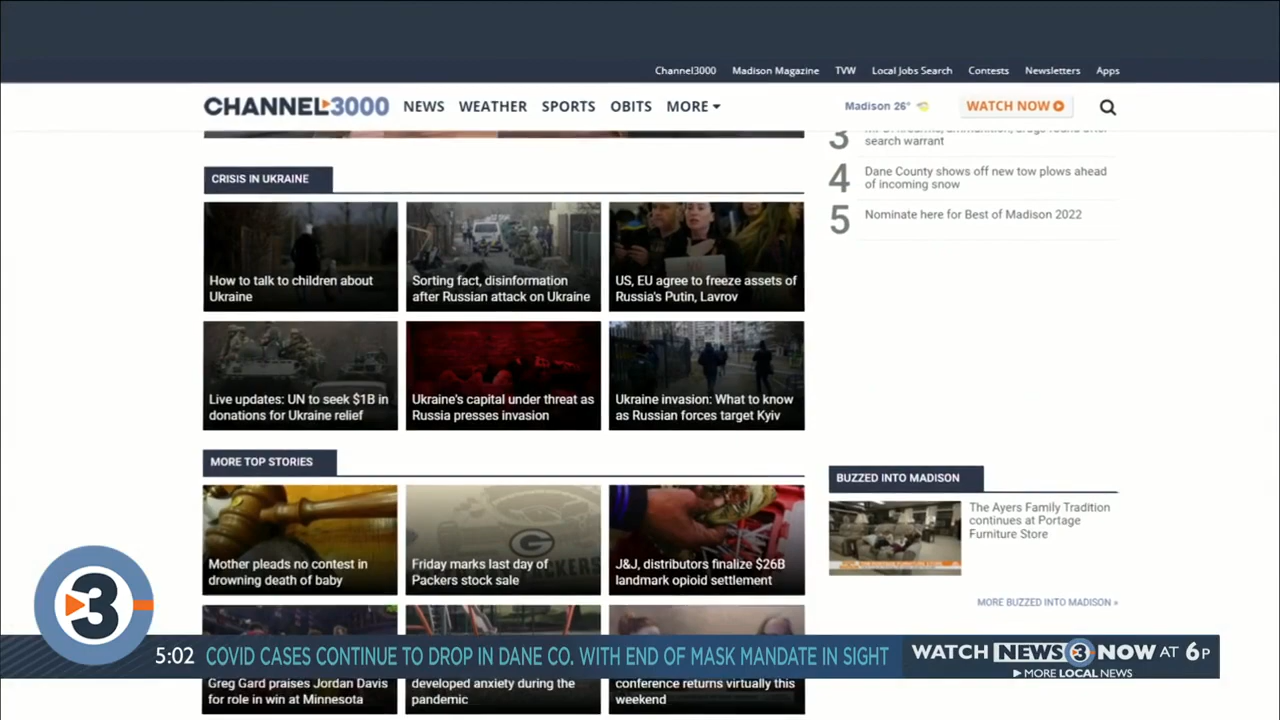 Channel3000 Madison Magazine TVW Local Jobs Search Contests Newsletters Apps
CHANNEL3000 NEWS WEATHER SPORTS OBITS MORE Madison 26° WATCH NOW
CRISIS IN UKRAINE
How to talk to children about
Ukraine
Sorting fact, disinformation
after Russian attack on Ukraine
US, EU agree to freeze assets of
Russia's Putin, Lavrov
Live updates: UN to seek $1B in
donations for Ukraine relief
Ukraine's capital under threat as
Russia presses invasion
Ukraine invasion: What to know
as Russian forces target Kyiv
3
search warrant
4 Dane County shows off new tow plows ahead
of incoming snow
5 Nominate here for Best of Madison 2022
MORE TOP STORIES
Mother pleads no contest in
drowning death of baby
G
PACKERS
Friday marks last day of
Packers stock sale
J&J, distributors finalize $26B
landmark opioid settlement
BUZZED INTO MADISON
The Ayers Family Tradition
continues at Portage
Furniture Store
MORE BUZZED INTO MADISON »
3
5:02 COVID CASES CONTINUE TO DROP IN DANE CO. WITH END OF MASK MANDATE IN SIGHT
WATCH NEWS 3 NOW AT 6P
MORE LOCAL NEWS
Greg Gard praises Jordan Davis
for role in win at Minnesota
developed anxiety during the
pandemic
conference returns virtually this
weekend